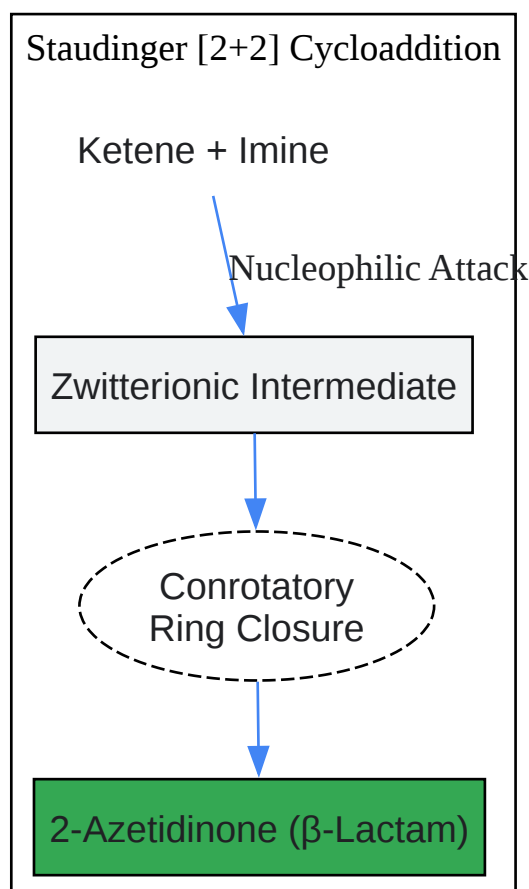 Staudinger [2+2] Cycloaddition
Ketene + Imine
Nucleophilic Attack
Zwitterionic Intermediate
Conrotatory
Ring Closure
2-Azetidinone (β-Lactam)